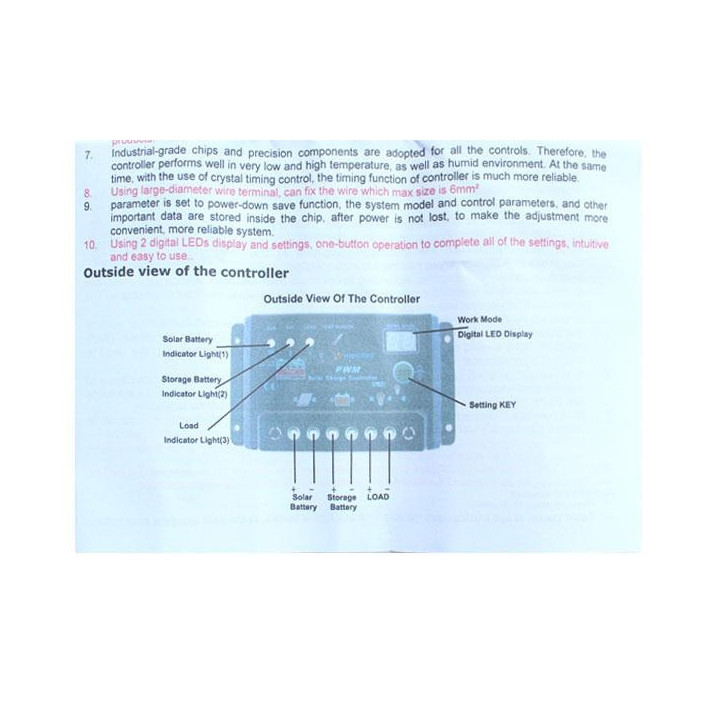 7. Industrial-grade chips and precision components are adopted for all the controls. Therefore, the
controller performs well in very low and high temperature, as well as humid environment. At the same
time, with the use of crystal timing control, the timing function of controller is much more reliable.
8. Using large-diameter wire terminal, can fix the wire which max size is 6mm²
9. parameter is set to power-down save function, the system model and control parameters, and other
important data are stored inside the chip, after power is not lost, to make the adjustment more
convenient, more reliable system.
10. Using 2 digital LEDs display and settings, one-button operation to complete all of the settings, intuitive
and easy to use..
Outside view of the controller
Outside View Of The Controller
Work Mode
Digital LED Display
Solar Battery
Indicator Light(1)
PWM
Solar Charge Controller
Storage Battery
Indicator Light(2)
Setting KEY
Load
Indicator Light(3)
+ - + - + -
Solar Storage LOAD
Battery Battery